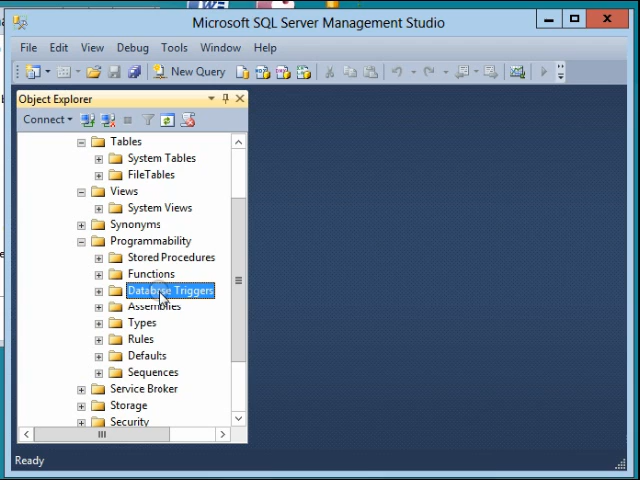 Microsoft SQL Server Management Studio
File Edit View Debug Tools Window Help
New Query
Object Explorer
Connect
Tables
System Tables
FileTables
Views
System Views
Synonyms
Programmability
Stored Procedures
Functions
Database Triggers
Assemblies
Types
Rules
Defaults
Sequences
Service Broker
Storage
Security
Ready